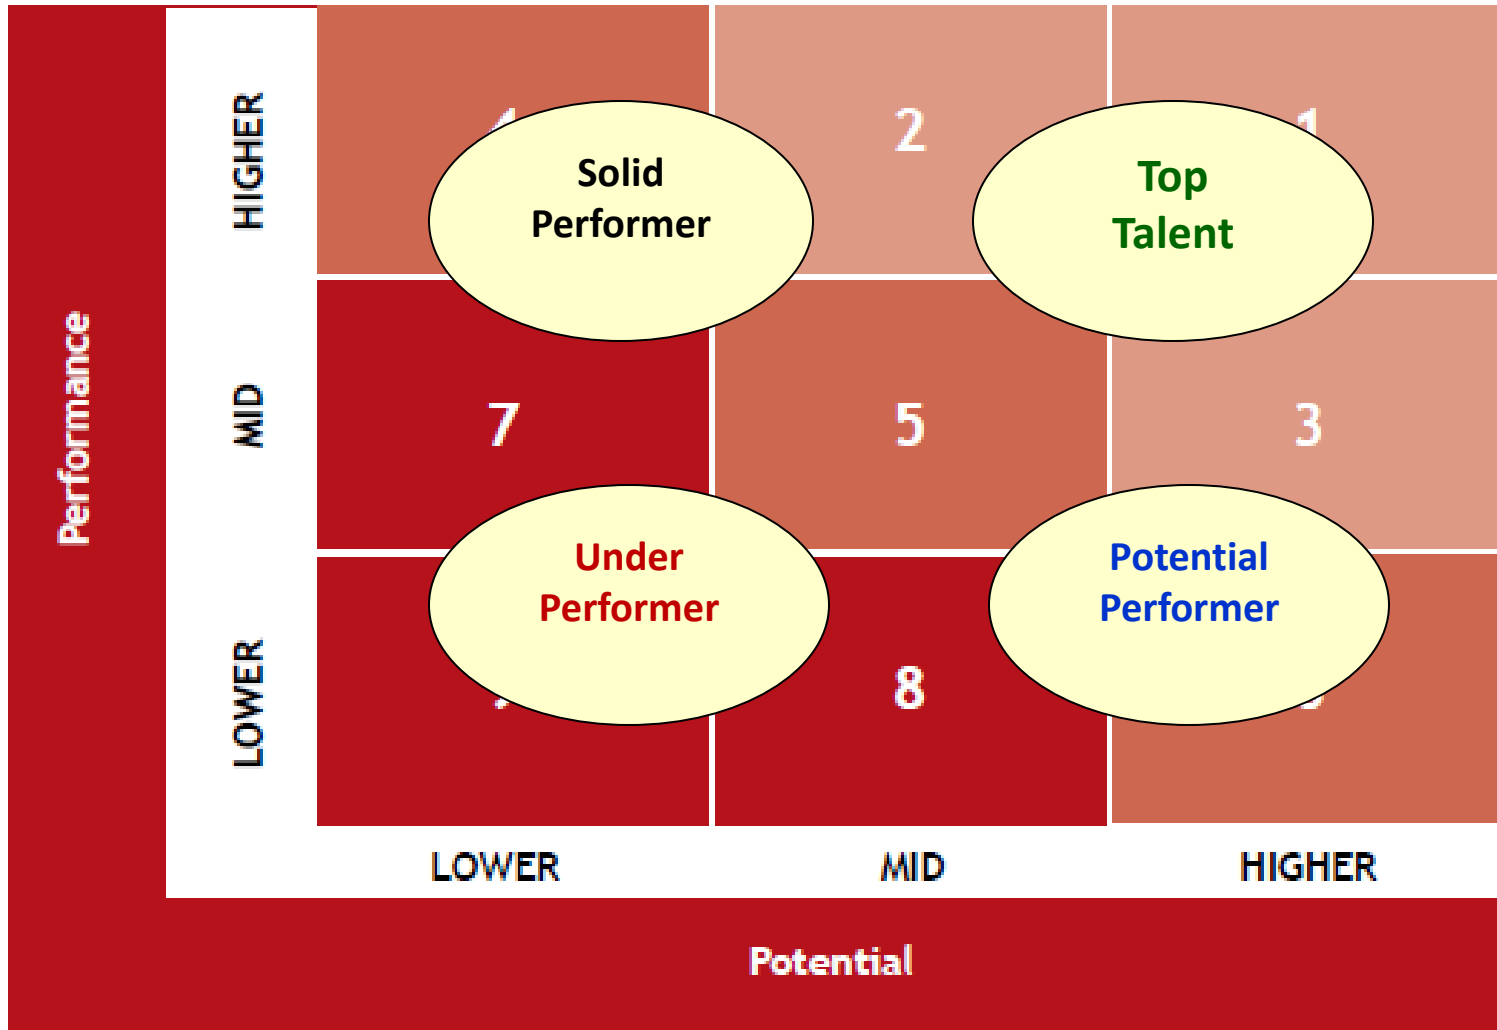 Performance
HIGHER
2
1
Solid
Performer
Top
Talent
MID
7
5
3
Under
Performer
Potential
Performer
LOWER
8
LOWER
MID
HIGHER
Potential